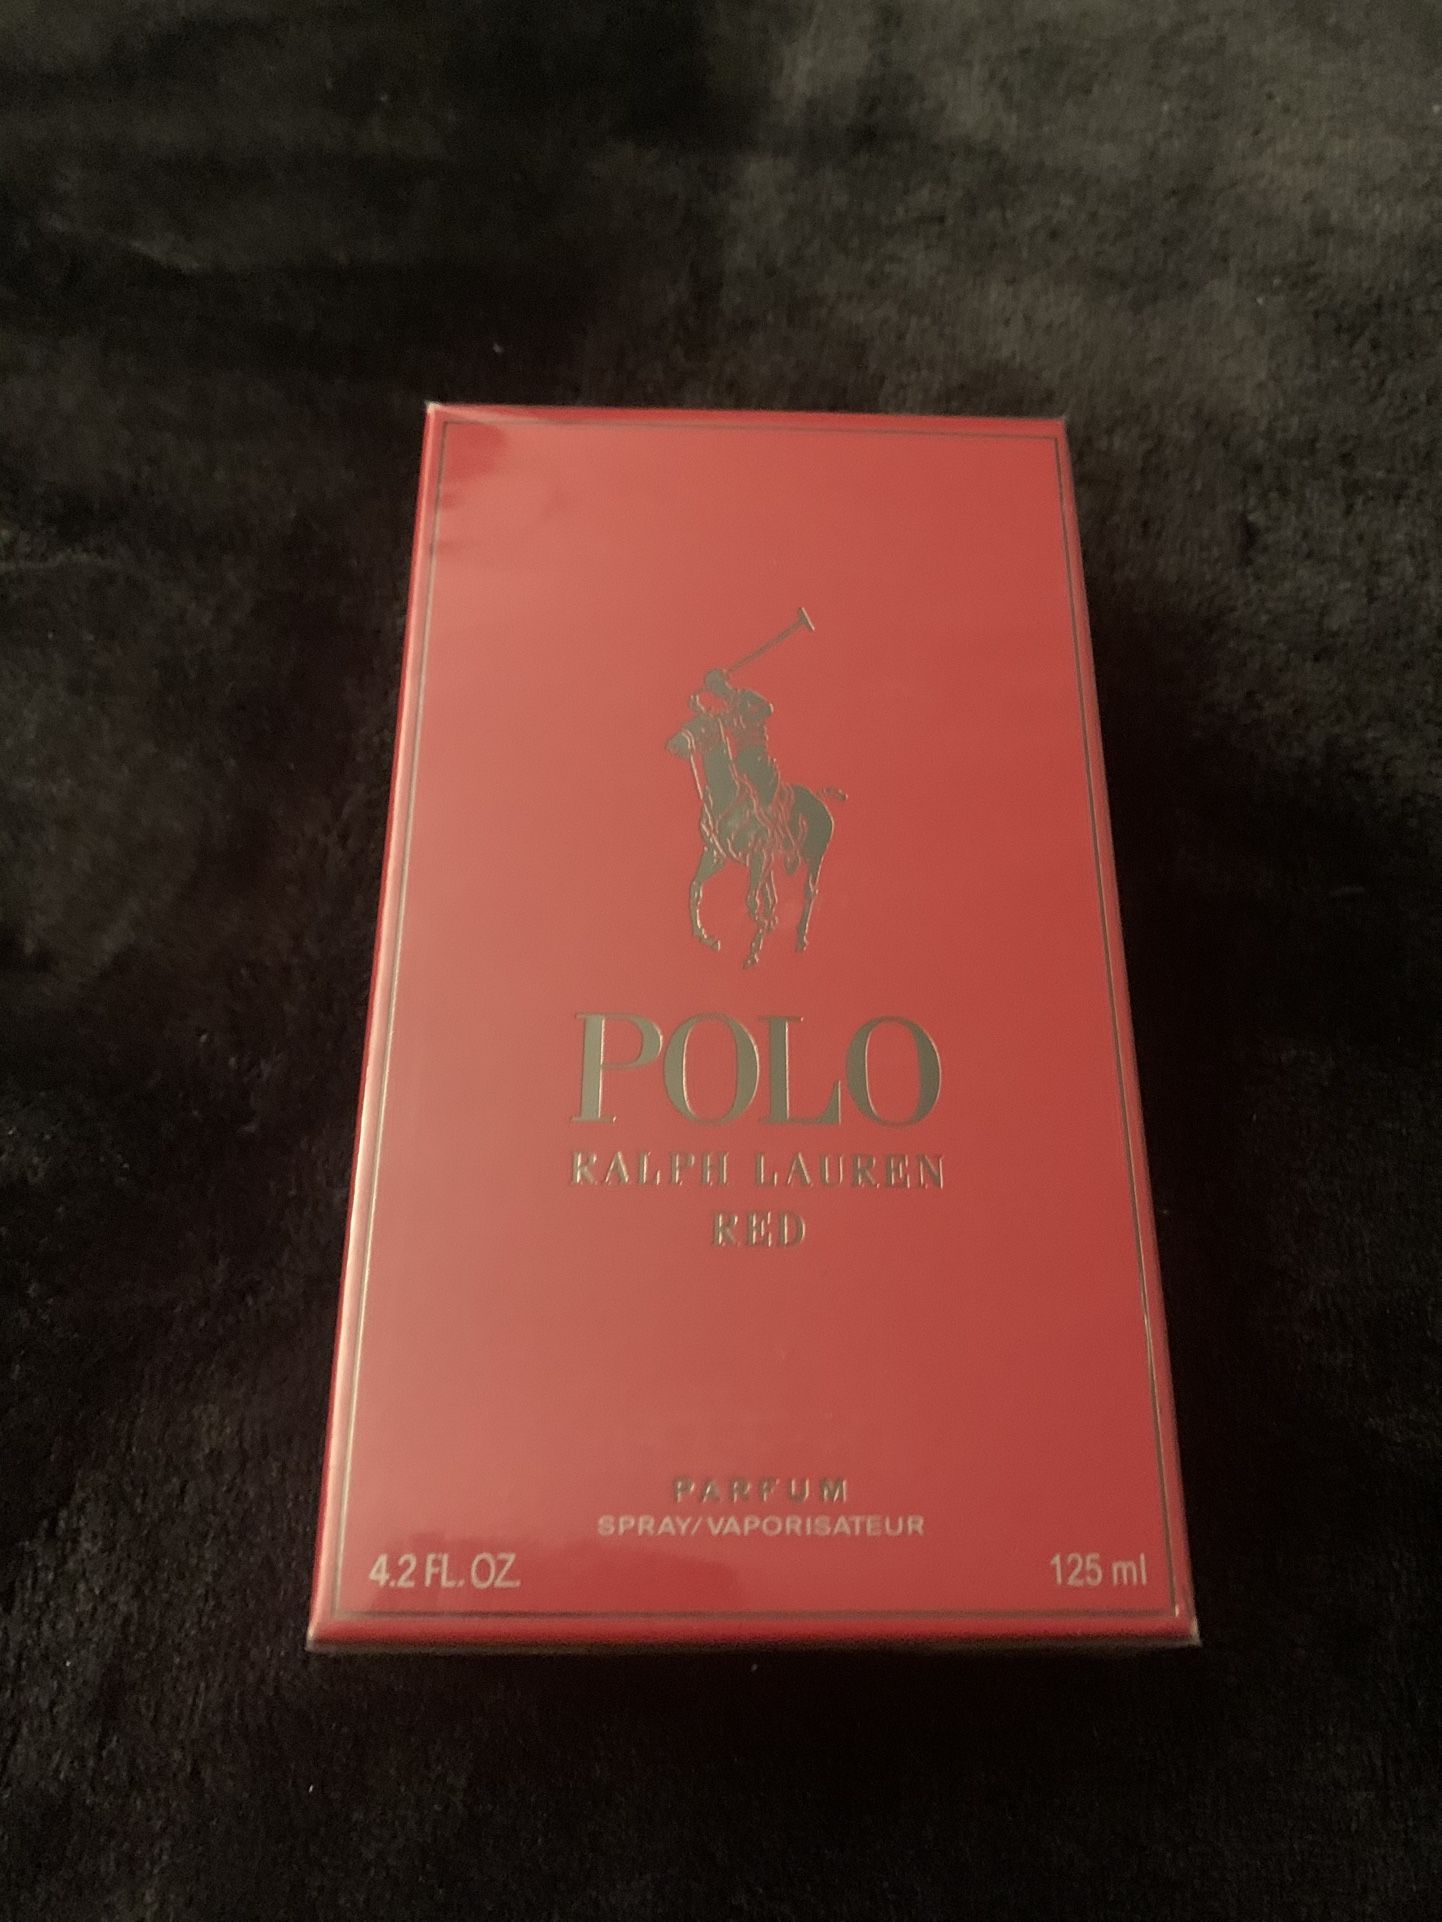 POLO
RALPH LAUREN
RED
PARFUM
SPRAY/VAPORISATEUR
4.2 FL. OZ. 125 ml